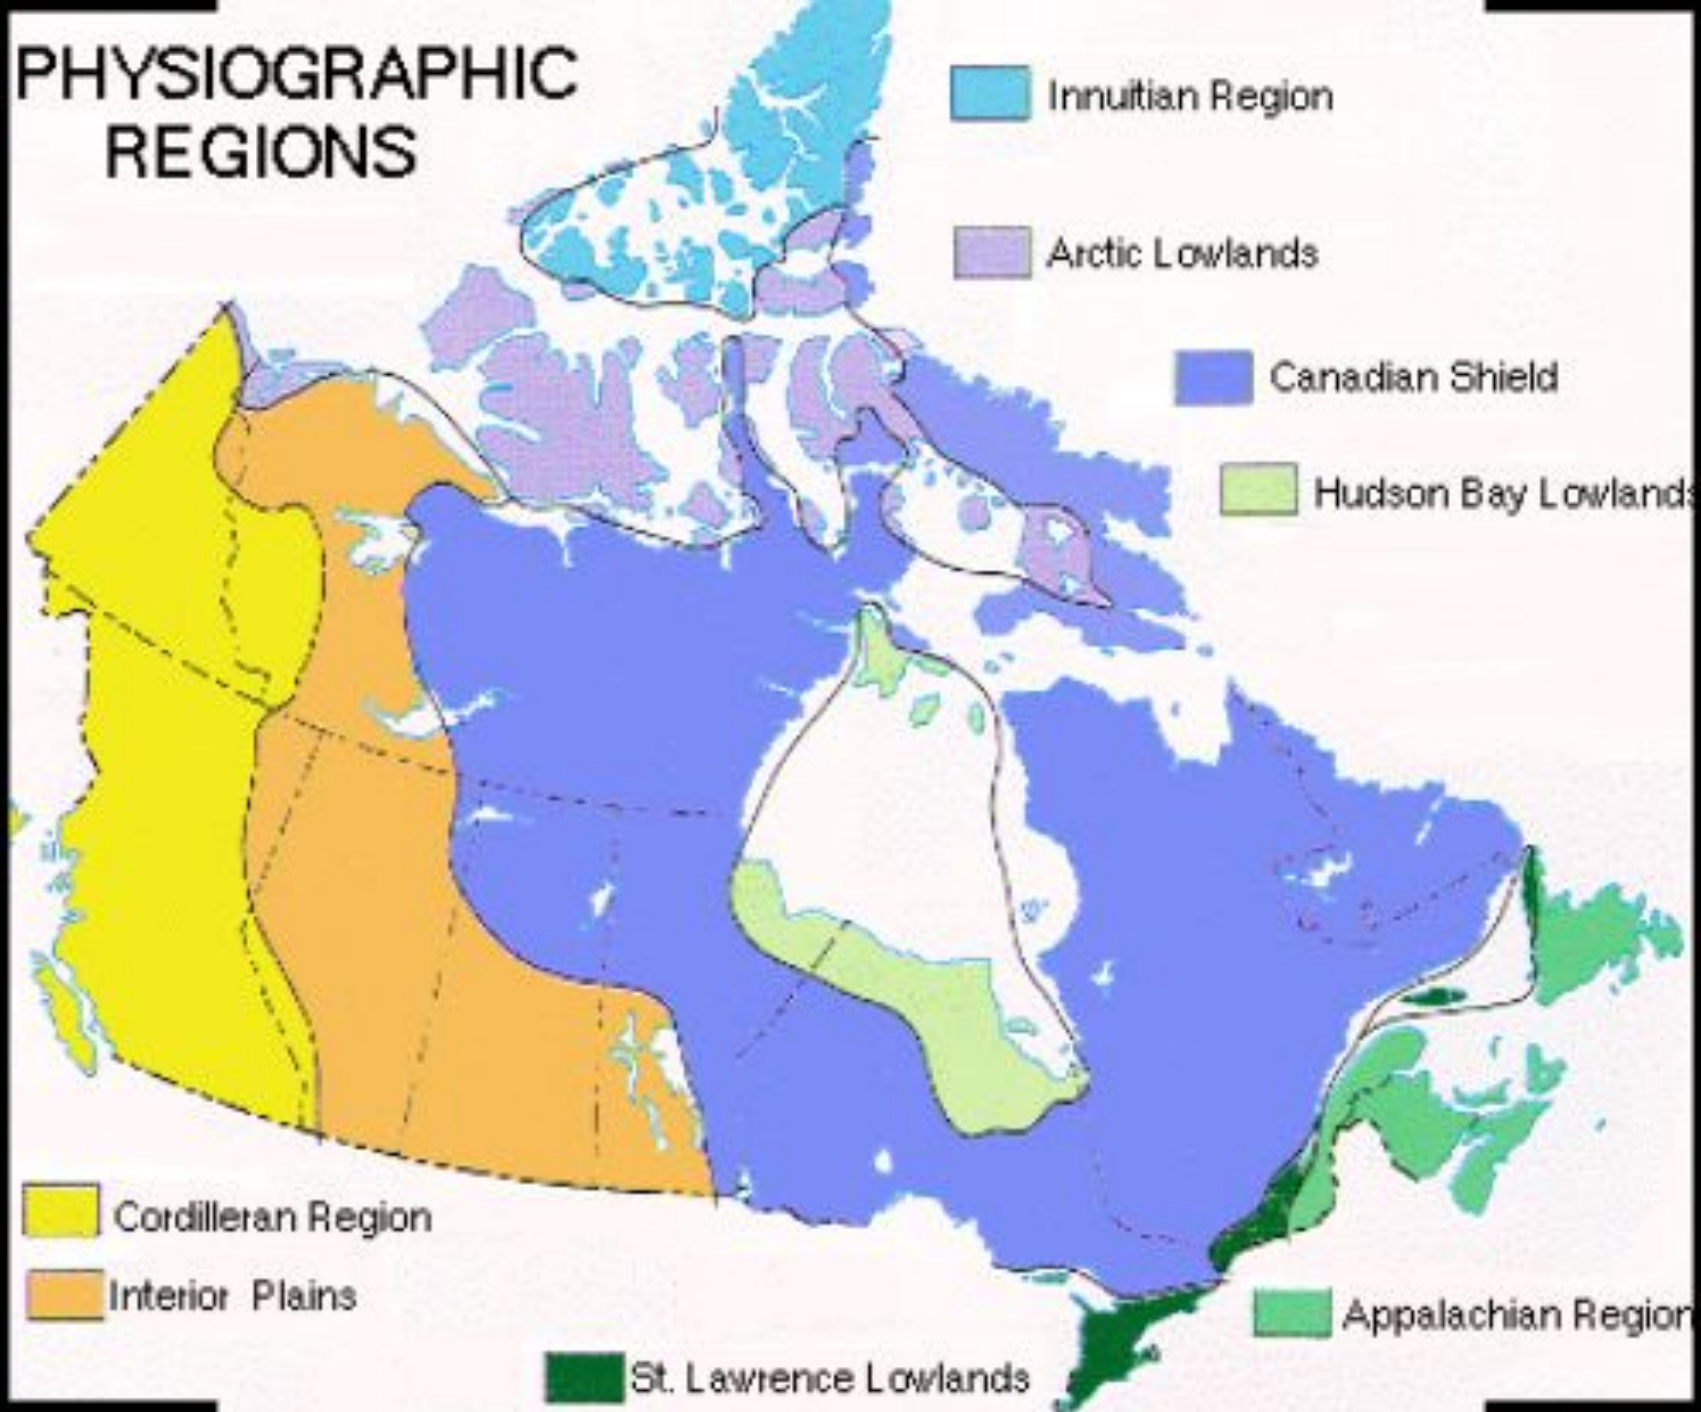 PHYSIOGRAPHIC
REGIONS
Innuitian Region
Arctic Lowlands
Canadian Shield
Hudson Bay Lowlands
Cordilleran Region
Interior Plains
St. Lawrence Lowlands
Appalachian Region